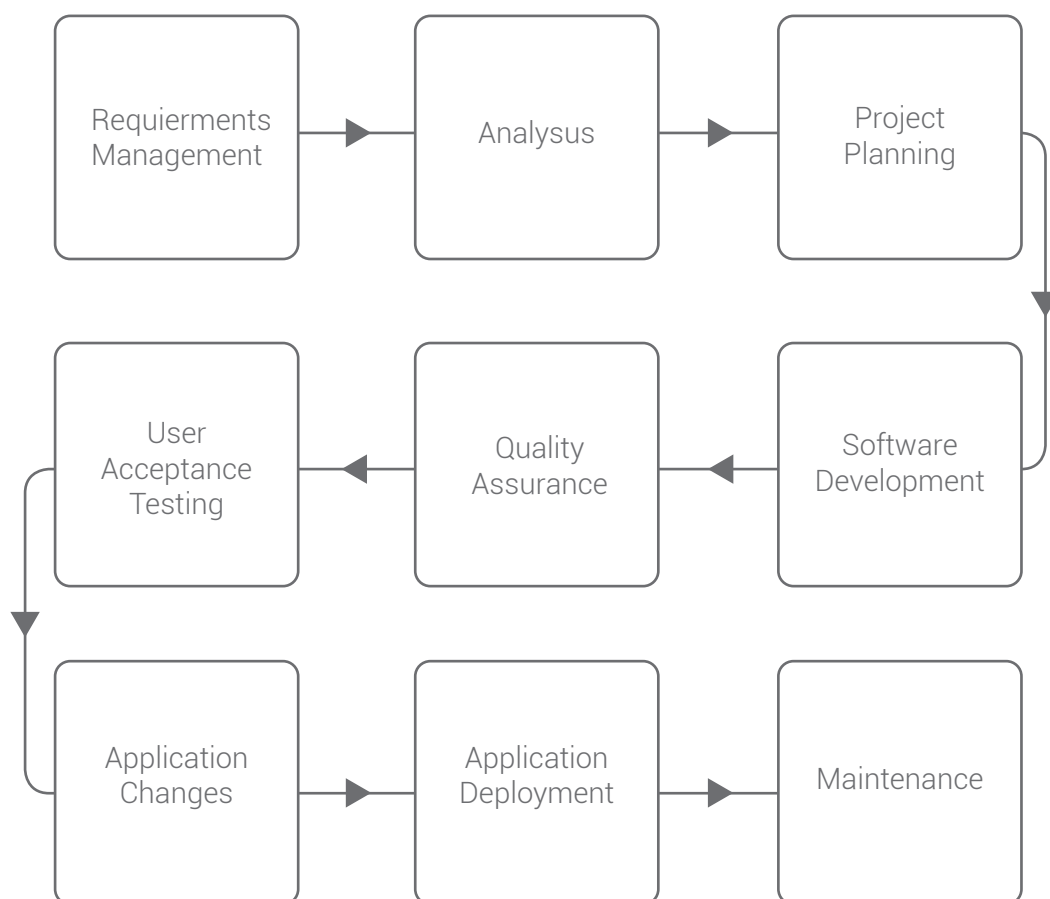 Requierments
Management
Analysus
Project
Planning
User
Acceptance
Testing
Quality
Assurance
Software
Development
Application
Changes
Application
Deployment
Maintenance